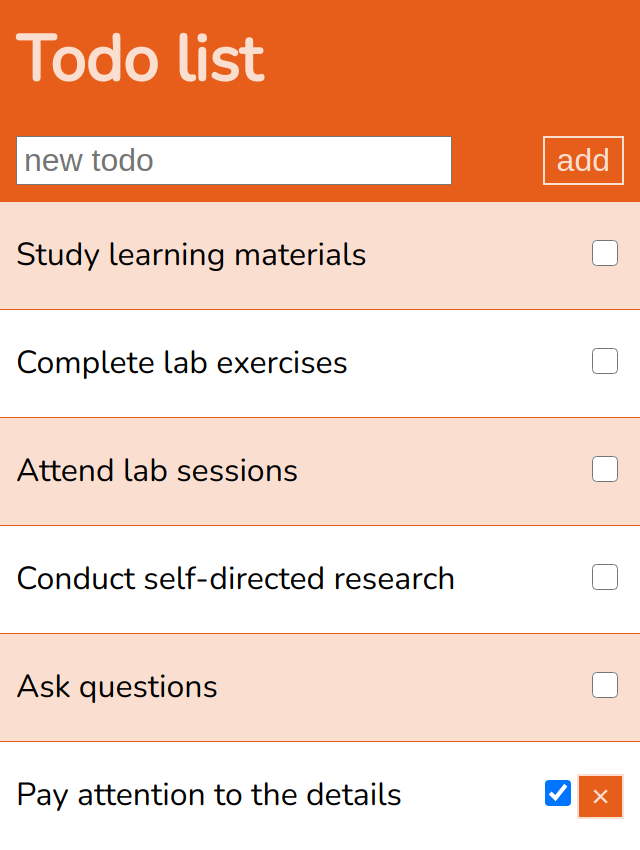 Todo list
new todo
add
Study learning materials
Complete lab exercises
Attend lab sessions
Conduct self-directed research
Ask questions
Pay attention to the details
×